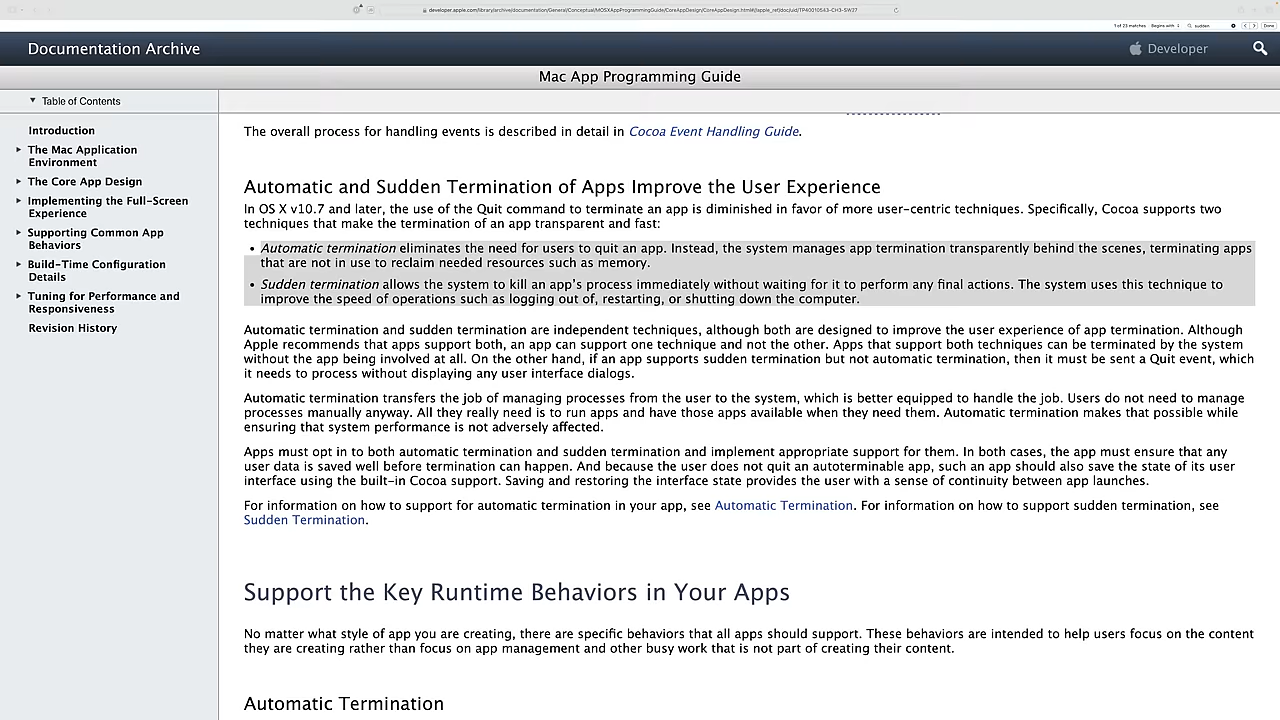 developer.apple.com/library/archive/documentation/General/Conceptual/MOSXAppProgrammingGuide/CoreAppDesign/CoreAppDesign.html#//apple_ref/doc/uid/TP40010543-CH3-SW27
1 of 23 matches Begins with sudden Done
Documentation Archive
Developer
Mac App Programming Guide
Table of Contents
Introduction
The Mac Application
Environment
The Core App Design
Implementing the Full-Screen
Experience
Supporting Common App
Behaviors
Build-Time Configuration
Details
Tuning for Performance and
Responsiveness
Revision History
The overall process for handling events is described in detail in Cocoa Event Handling Guide.
Automatic and Sudden Termination of Apps Improve the User Experience
In OS X v10.7 and later, the use of the Quit command to terminate an app is diminished in favor of more user-centric techniques. Specifically, Cocoa supports two
techniques that make the termination of an app transparent and fast:
• Automatic termination eliminates the need for users to quit an app. Instead, the system manages app termination transparently behind the scenes, terminating apps
that are not in use to reclaim needed resources such as memory.
• Sudden termination allows the system to kill an app's process immediately without waiting for it to perform any final actions. The system uses this technique to
improve the speed of operations such as logging out of, restarting, or shutting down the computer.
Automatic termination and sudden termination are independent techniques, although both are designed to improve the user experience of app termination. Although
Apple recommends that apps support both, an app can support one technique and not the other. Apps that support both techniques can be terminated by the system
without the app being involved at all. On the other hand, if an app supports sudden termination but not automatic termination, then it must be sent a Quit event, which
it needs to process without displaying any user interface dialogs.
Automatic termination transfers the job of managing processes from the user to the system, which is better equipped to handle the job. Users do not need to manage
processes manually anyway. All they really need is to run apps and have those apps available when they need them. Automatic termination makes that possible while
ensuring that system performance is not adversely affected.
Apps must opt in to both automatic termination and sudden termination and implement appropriate support for them. In both cases, the app must ensure that any
user data is saved well before termination can happen. And because the user does not quit an autoterminable app, such an app should also save the state of its user
interface using the built-in Cocoa support. Saving and restoring the interface state provides the user with a sense of continuity between app launches.
For information on how to support for automatic termination in your app, see Automatic Termination. For information on how to support sudden termination, see
Sudden Termination.
Support the Key Runtime Behaviors in Your Apps
No matter what style of app you are creating, there are specific behaviors that all apps should support. These behaviors are intended to help users focus on the content
they are creating rather than focus on app management and other busy work that is not part of creating their content.
Automatic Termination